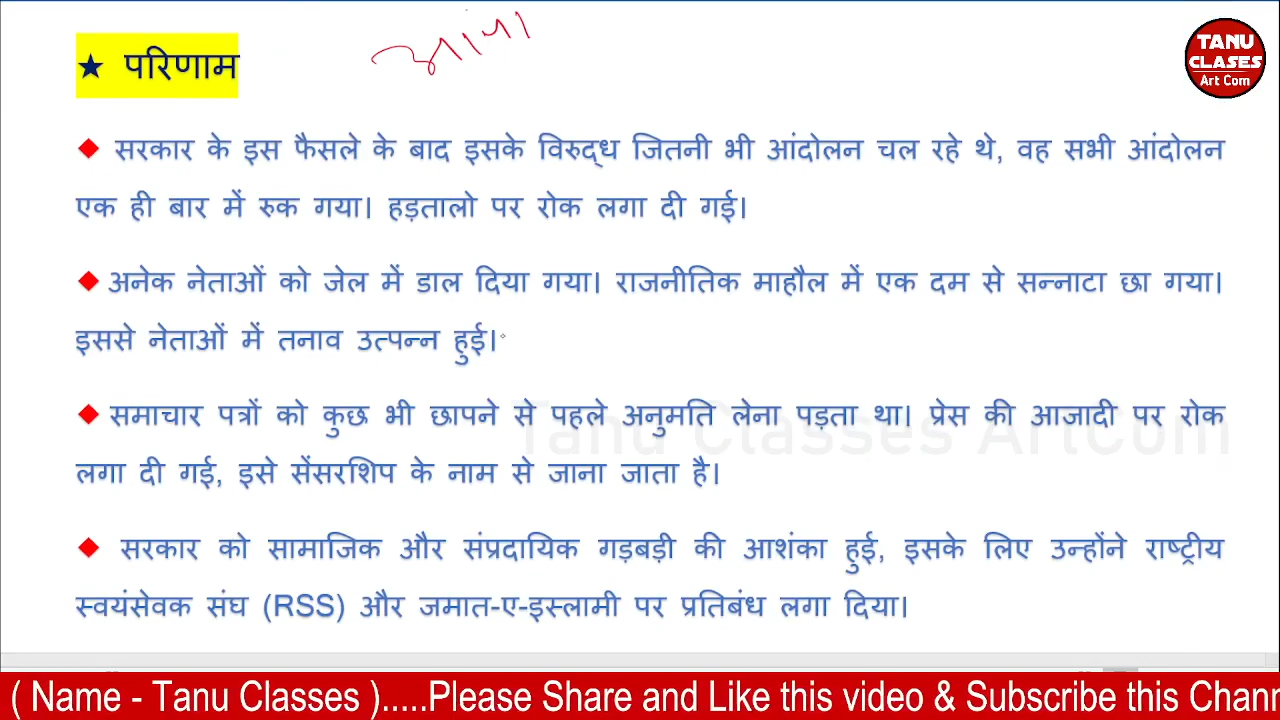 ★ परिणाम
TANU
CLASES
Art Com
◆ सरकार के इस फैसले के बाद इसके विरुद्ध जितनी भी आंदोलन चल रहे थे, वह सभी आंदोलन
एक ही बार में रुक गया। हड़तालो पर रोक लगा दी गई।
◆ अनेक नेताओं को जेल में डाल दिया गया। राजनीतिक माहौल में एक दम से सन्नाटा छा गया।
इससे नेताओं में तनाव उत्पन्न हुई।
◆ समाचार पत्रों को कुछ भी छापने से पहले अनुमति लेना पड़ता था। प्रेस की आजादी पर रोक
लगा दी गई, इसे सेंसरशिप के नाम से जाना जाता है।
Tanu Classes ArtCom
◆ सरकार को सामाजिक और संप्रदायिक गड़बड़ी की आशंका हुई, इसके लिए उन्होंने राष्ट्रीय
स्वयंसेवक संघ (RSS) और जमात-ए-इस्लामी पर प्रतिबंध लगा दिया।
( Name - Tanu Classes ).....Please Share and Like this video & Subscribe this Chann